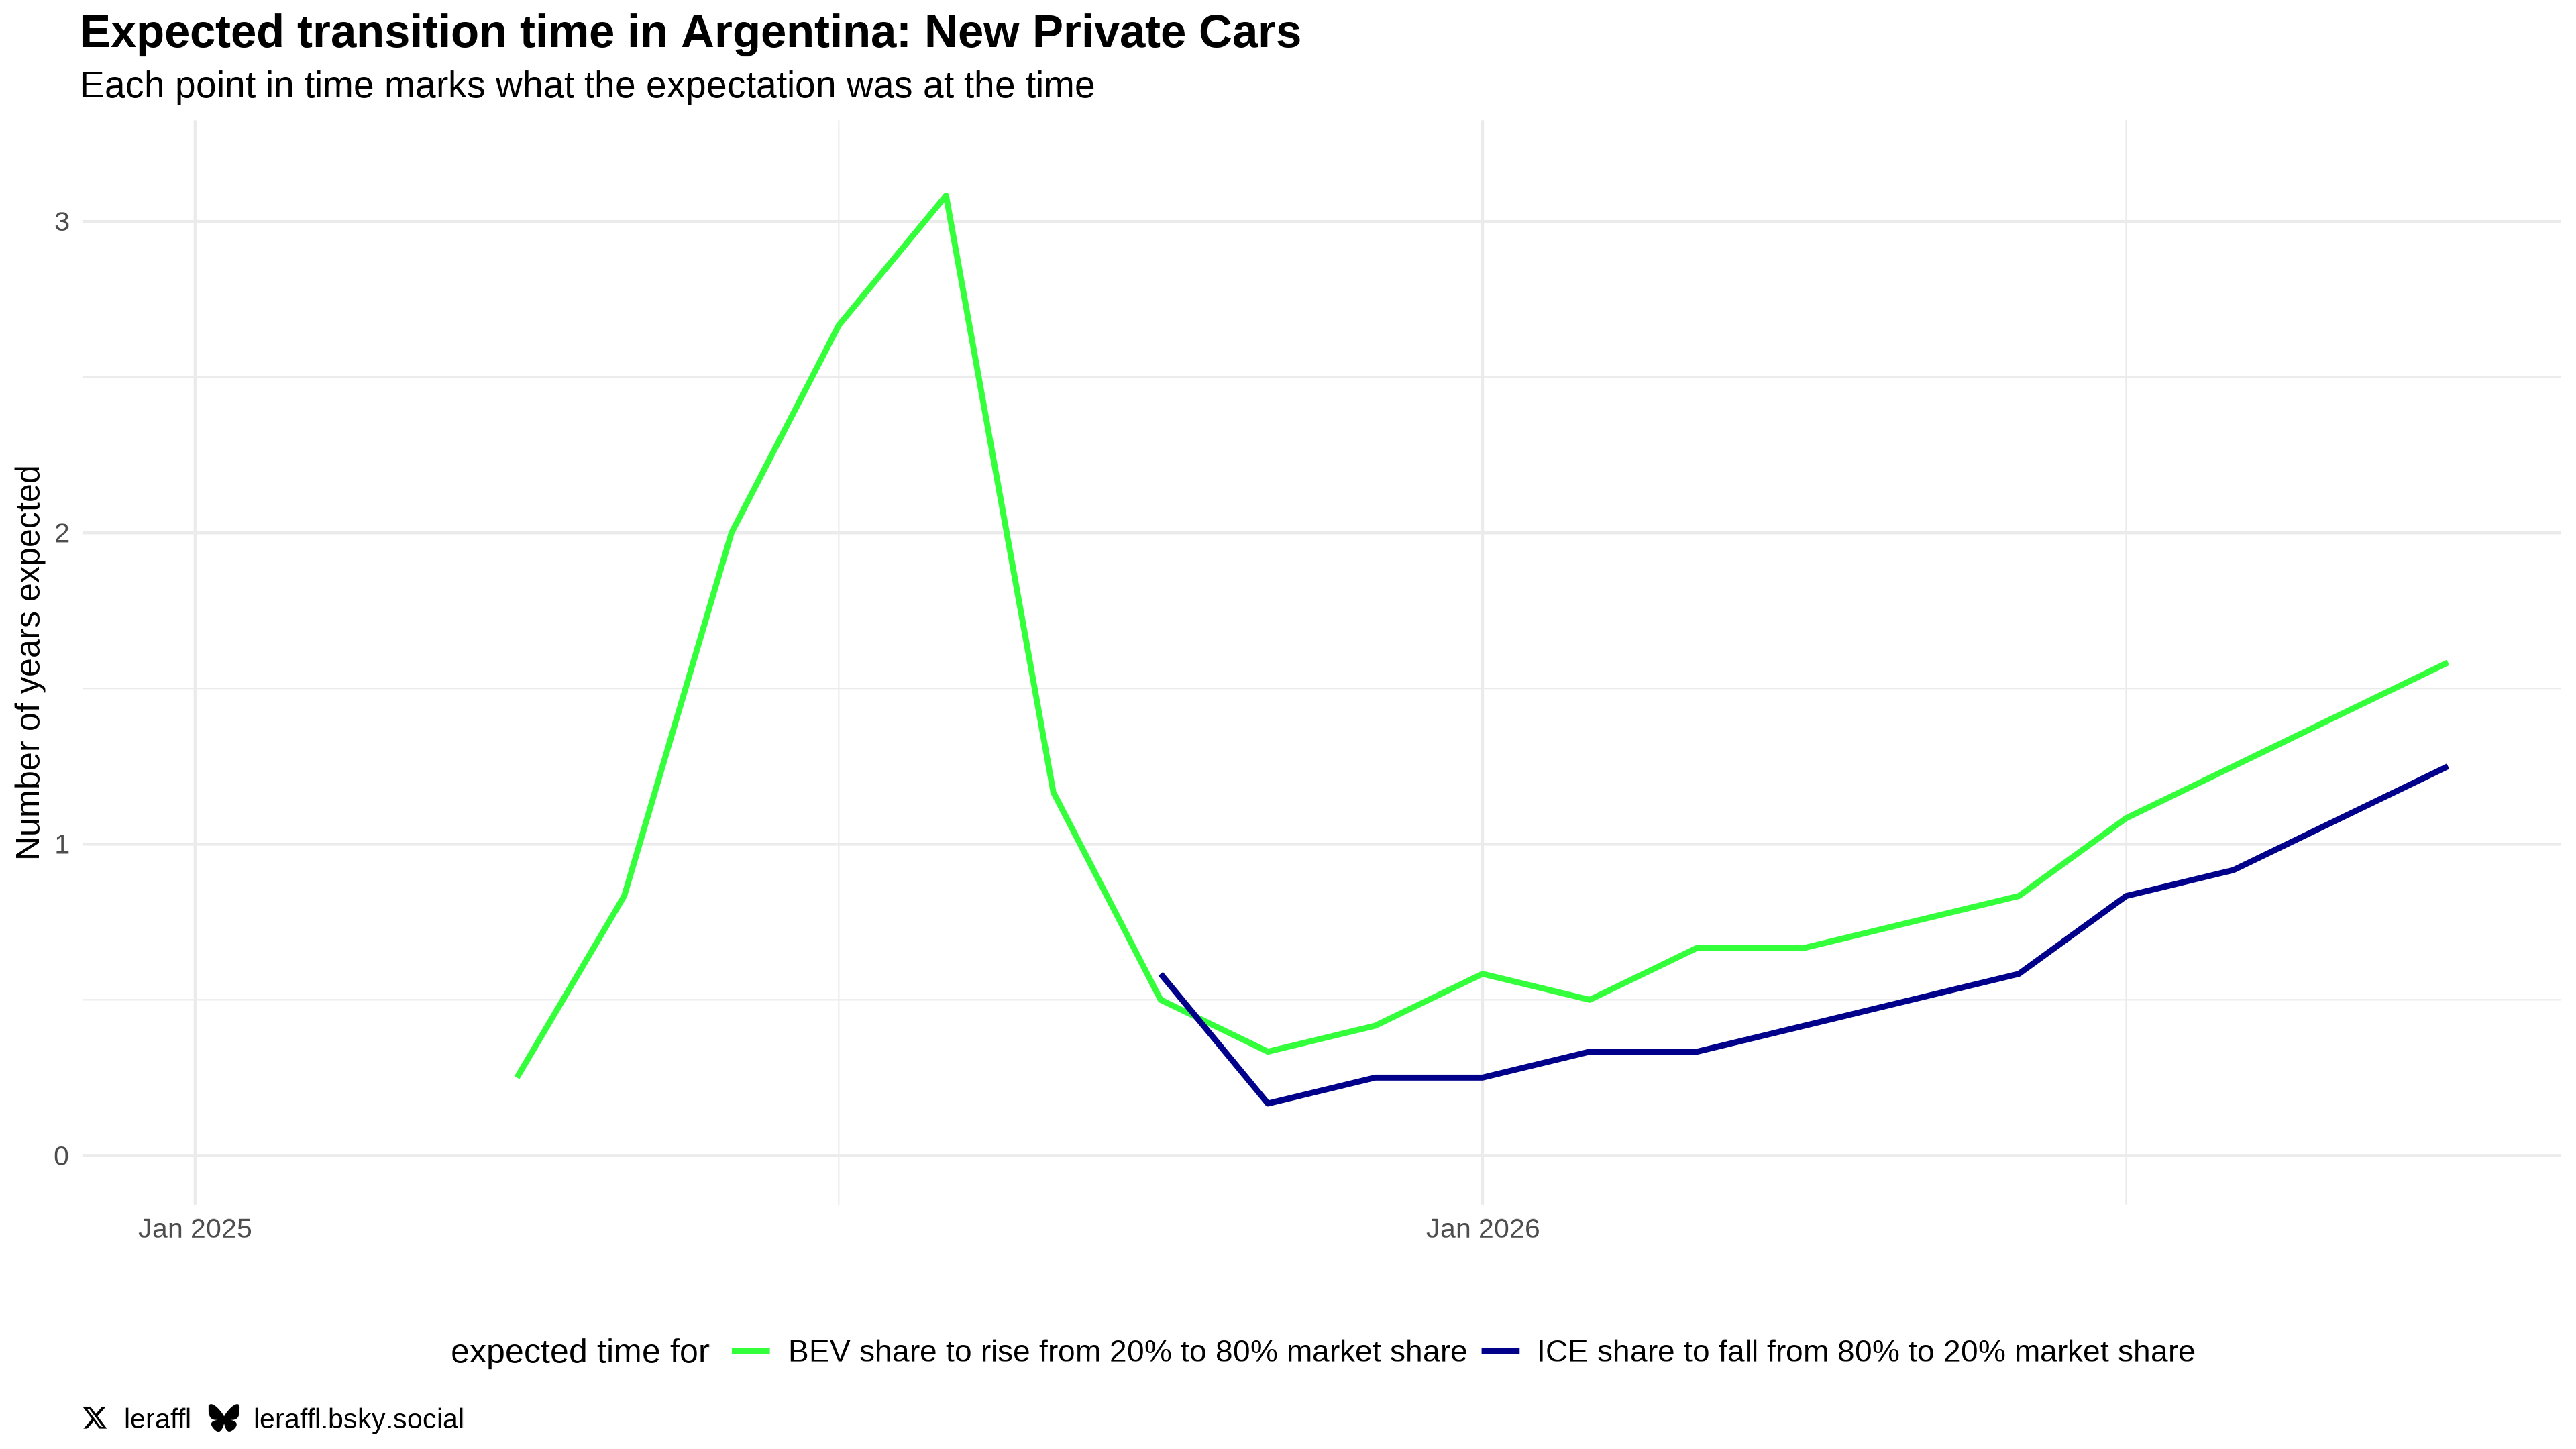 Expected transition time in Argentina: New Private Cars
Each point in time marks what the expectation was at the time
Number of years expected
3
2
1
0
Jan 2025
Jan 2026
expected time for
BEV share to rise from 20% to 80% market share
ICE share to fall from 80% to 20% market share
leraffl
leraffl.bsky.social